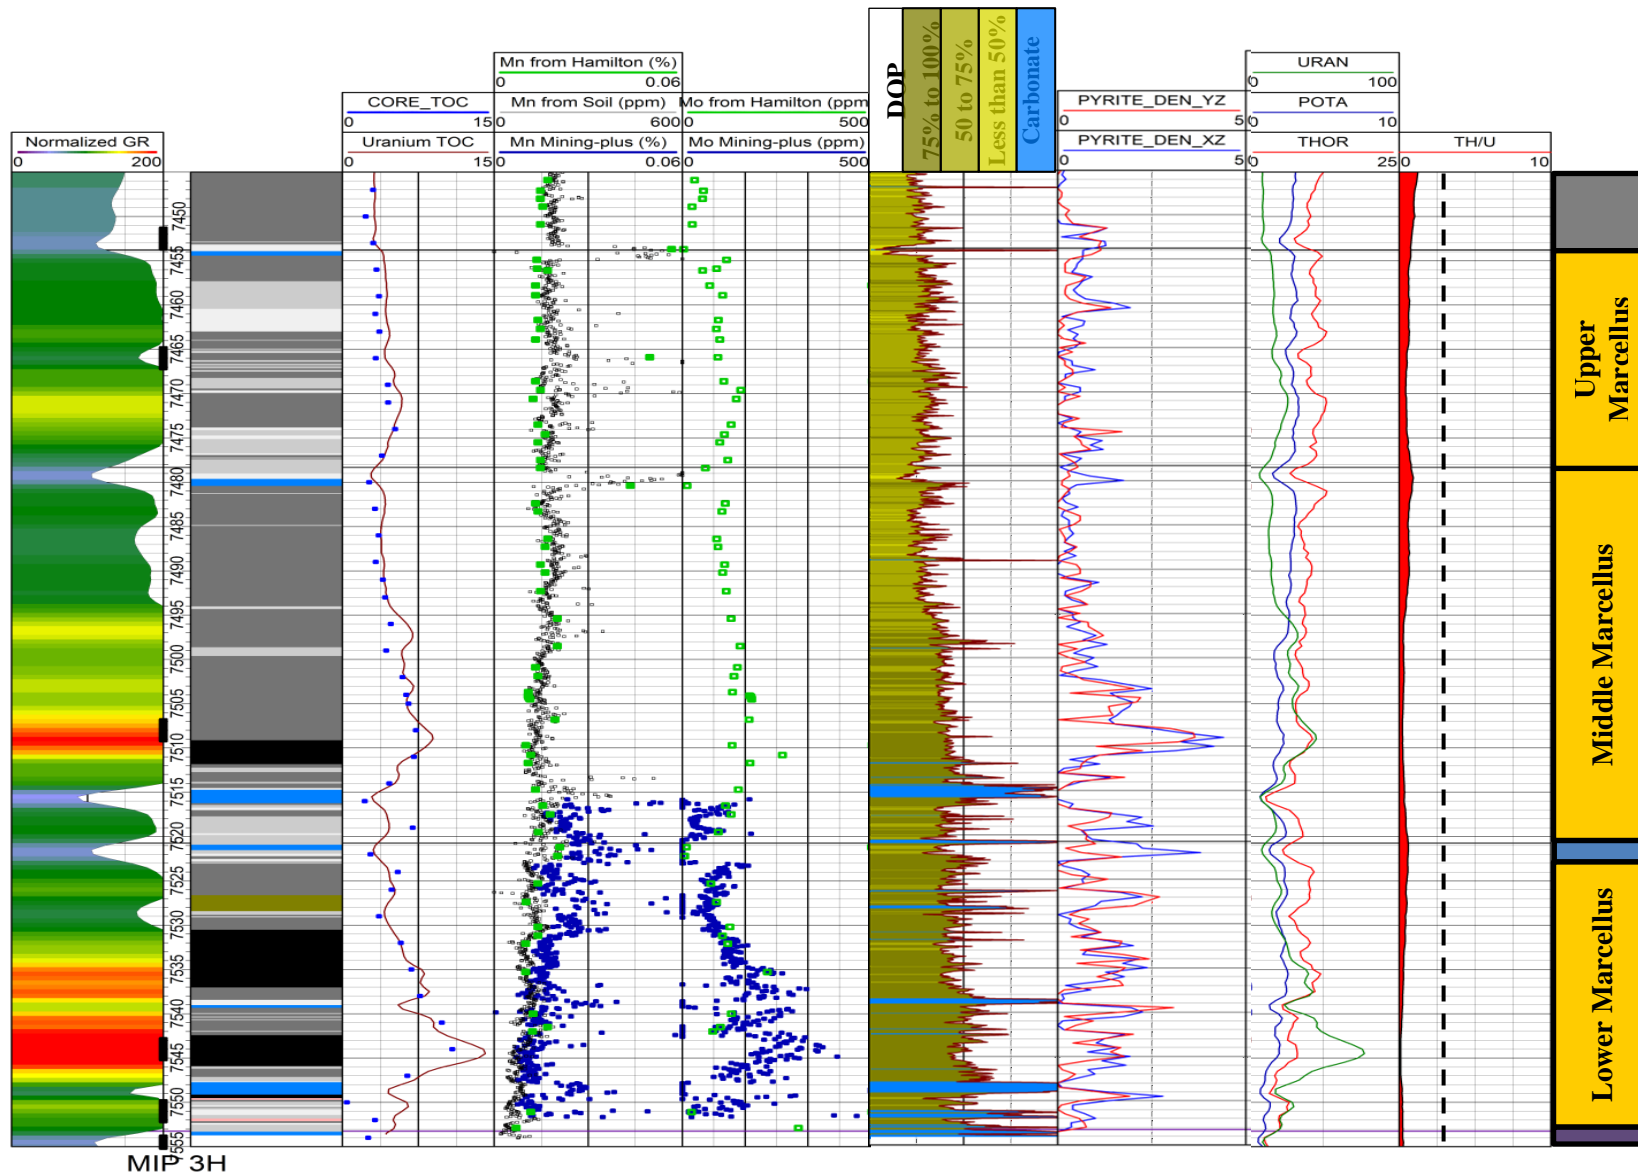 Mn from Hamilton (%)
0 0.06
CORE_TOC
0 15
Mn from Soil (ppm)
0 600
Mo from Hamilton (ppm
0 500
Normalized GR
0 200
Uranium TOC
0 15
Mn Mining-plus (%)
0 0.06
Mo Mining-plus (ppm)
0 500
DOP
75% to 100%
50 to 75%
Less than 50%
Carbonate
PYRITE_DEN_YZ
0 5
PYRITE_DEN_XZ
0 5
URAN
0 100
POTA
0 10
THOR
0 25
TH/U
0 10
7450
7455
7460
7465
7470
7475
7480
7485
7490
7495
7500
7505
7510
7515
7520
7525
7530
7535
7540
7545
7550
7555
Upper
Marcellus
Middle Marcellus
Lower Marcellus
MIP 3H